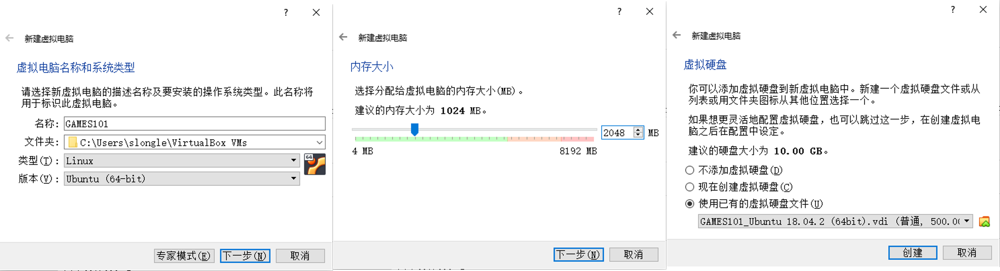 ?
新建虚拟电脑
虚拟电脑名称和系统类型
请选择新虚拟电脑的描述名称及要安装的操作系统类型。此名称将
用于标识此虚拟电脑。
名称: GAMES101
文件夹: C:\Users\slongle\VirtualBox VMs
类型(T): Linux
64
版本(V): Ubuntu (64-bit)
专家模式(E) 下一步(N) 取消
?
新建虚拟电脑
内存大小
选择分配给虚拟电脑的内存大小(MB)。
建议的内存大小为 1024 MB。
2048 MB
4 MB 8192 MB
下一步(N) 取消
?
新建虚拟电脑
虚拟硬盘
你可以添加虚拟硬盘到新虚拟电脑中。新建一个虚拟硬盘文件或从
列表或用文件夹图标从其他位置选择一个。
如果想更灵活地配置虚拟硬盘,也可以跳过这一步,在创建虚拟电
脑之后在配置中设定。
建议的硬盘大小为 10.00 GB。
不添加虚拟硬盘(D)
现在创建虚拟硬盘(C)
使用已有的虚拟硬盘文件(U)
GAMES101_Ubuntu 18.04.2 (64bit).vdi (普通, 500.0
创建 取消